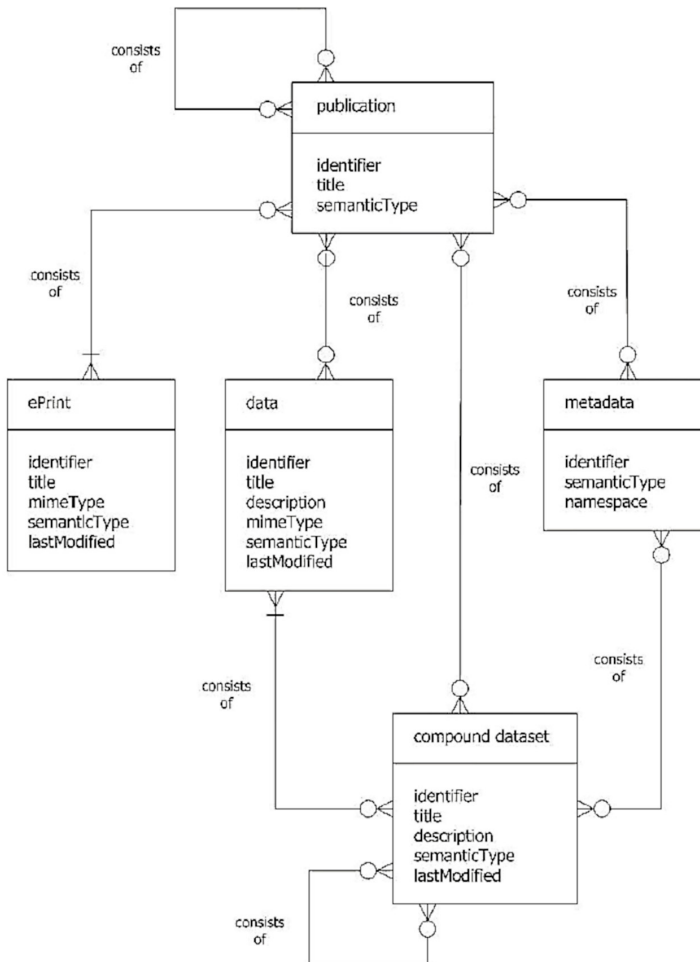 consists
of
publication
identifier
title
semanticType
consists
of
consists
of
consists
of
ePrint
identifier
title
mimeType
semanticType
lastModified
data
identifier
title
description
mimeType
semanticType
lastModified
metadata
identifier
semanticType
namespace
consists
of
consists
of
consists
of
compound dataset
identifier
title
description
semanticType
lastModified
consists
of